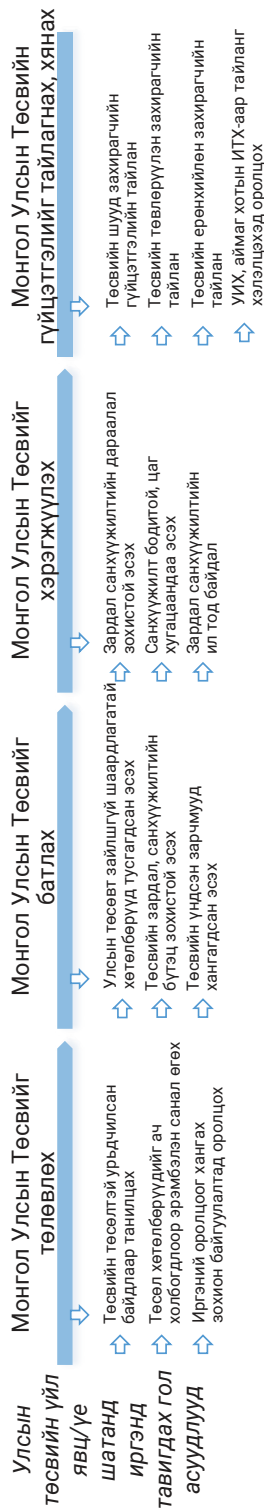 Улсын
төсвийн үйл
явц/үе
шатанд
иргэнд
тавигдах гол
асуудлууд
Монгол Улсын Төсвийг
төлөвлөх
Төсвийн төсөлтэй урьдчилсан
байдлаар танилцах
Төсөл хөтөлбөрүүдийг ач
холбогдлоор эрэмбэлэн санал өгөх
Иргэний оролцоог хангах
зохион байгуулалтад оролцох
Монгол Улсын Төсвийг
батлах
Улсын төсөвт зайлшгүй шаардлагатай
хөтөлбөрүүд тусгагдсан эсэх
Төсвийн зардал, санхүүжилтийн
бүтэц зохистой эсэх
Төсвийн үндсэн зарчмууд
хангагдсан эсэх
Монгол Улсын Төсвийг
хэрэгжүүлэх
Зардал санхүүжилтийн дараалал
зохистой эсэх
Санхүүжилт бодитой, цаг
хугацаандаа эсэх
Зардал санхүүжилтийн
ил тод байдал
Монгол Улсын Төсвийн
гүйцэтгэлийг тайлагнах, хянах
Төсвийн шууд захирагчийн
гүйцэтгэлийн тайлан
Төсвийн төвлөрүүлэн захирагчийн
тайлан
Төсвийн ерөнхийлөн захирагчийн
тайлан
УИХ, аймаг хотын ИТХ-аар тайланг
хэлэлцэхэд оролцох